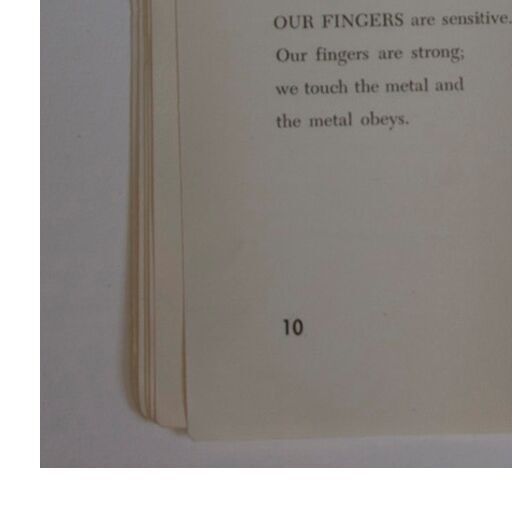 OUR FINGERS are sensitive.
Our fingers are strong;
we touch the metal and
the metal obeys.
10